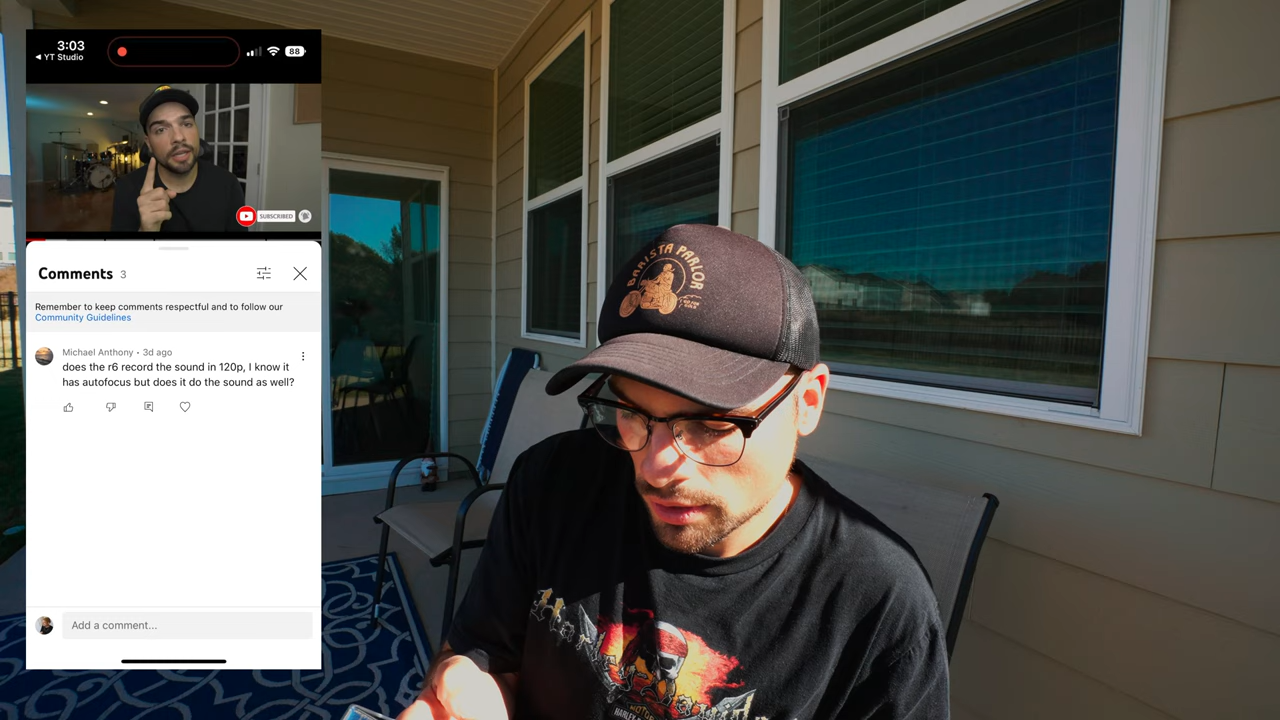 3:03
88
◀ YT Studio
SUBSCRIBED
Comments 3
Remember to keep comments respectful and to follow our
Community Guidelines
Michael Anthony • 3d ago
does the r6 record the sound in 120p, I know it
has autofocus but does it do the sound as well?
Add a comment...
BARISTA PARLOR